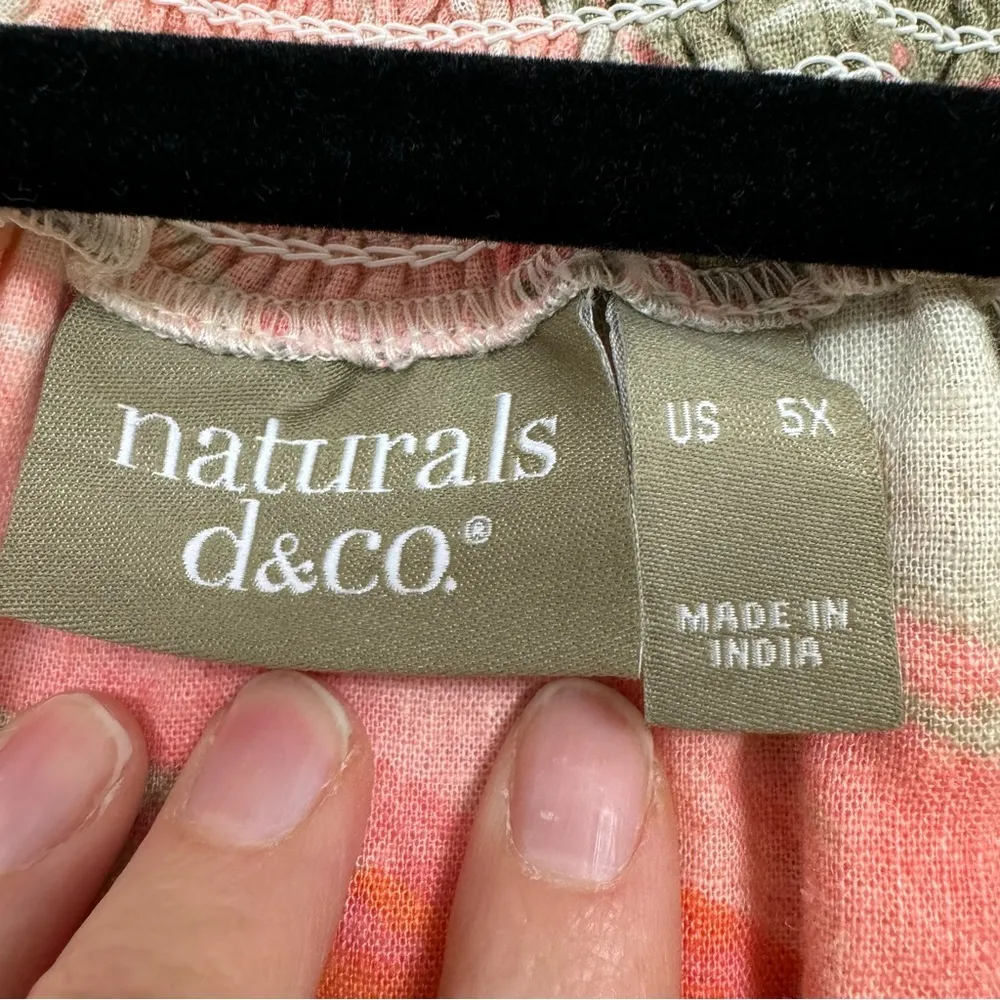 naturals
d&co.®
US 5X
MADE IN
INDIA